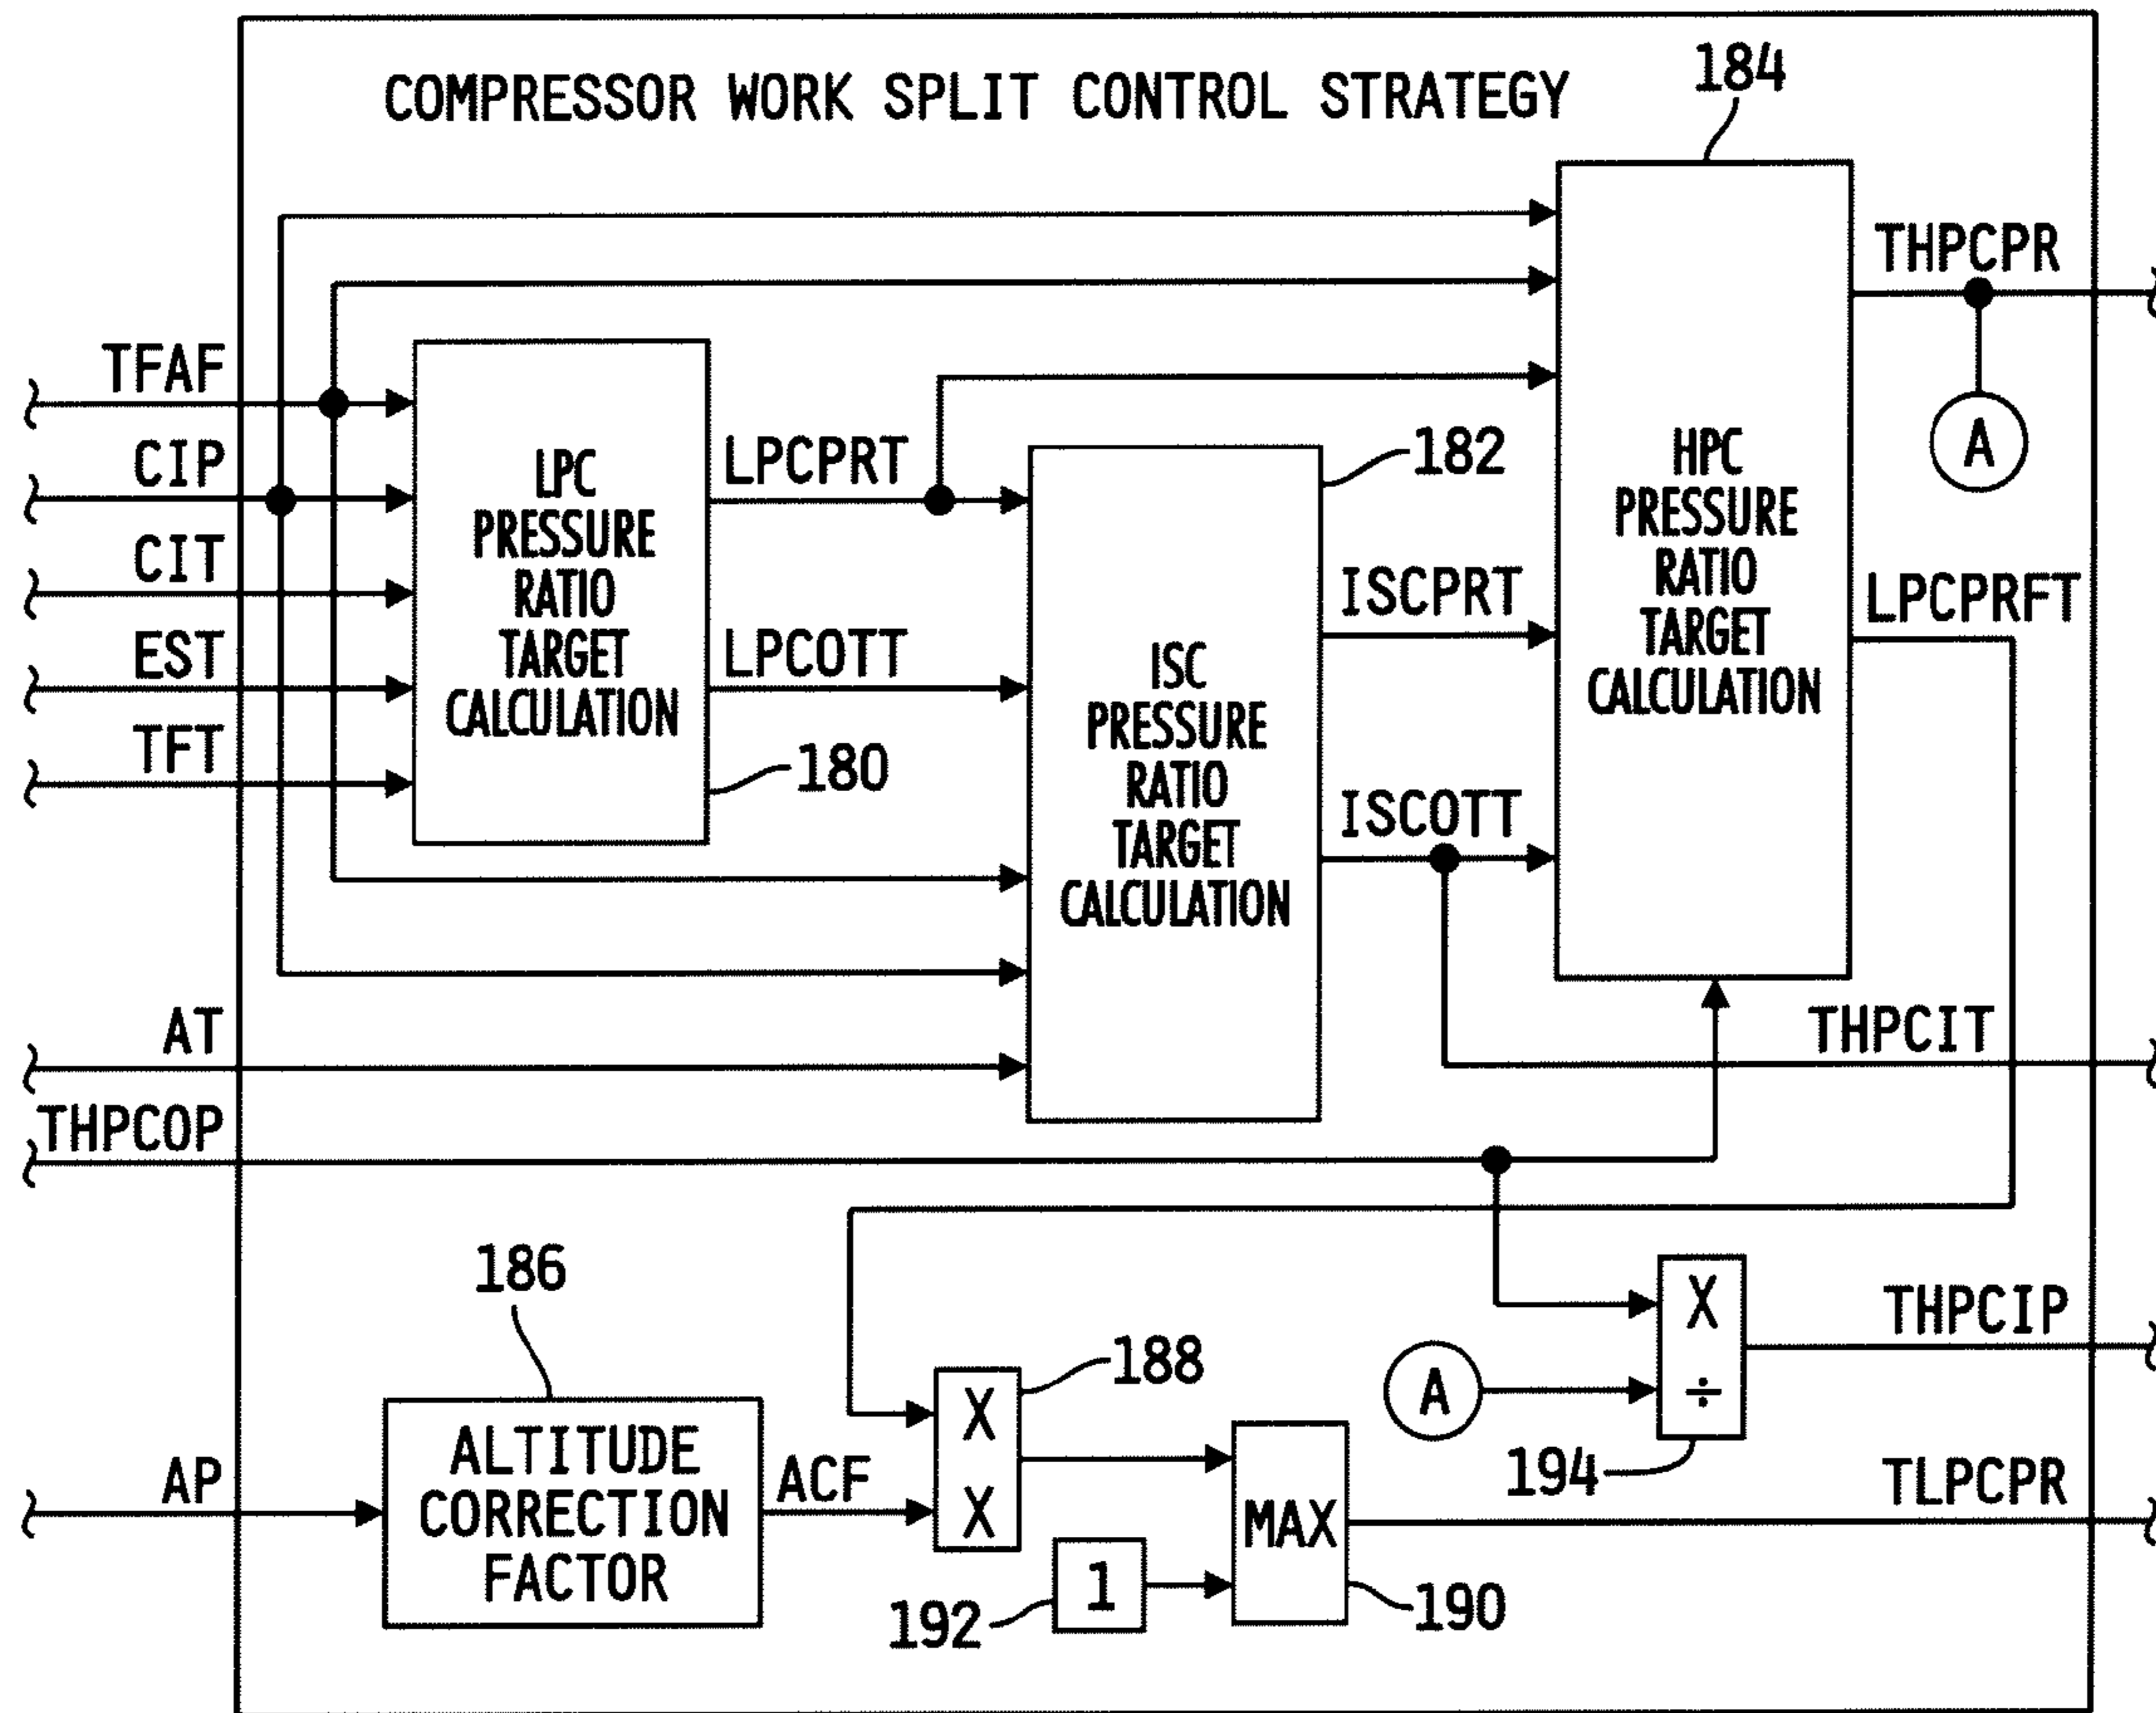 COMPRESSOR WORK SPLIT CONTROL STRATEGY
184
THPCPR
A
TFAF
CIP
CIT
EST
TFT
LPC
PRESSURE
RATIO
TARGET
CALCULATION
180
LPCPRT
LPCOTT
182
ISC
PRESSURE
RATIO
TARGET
CALCULATION
ISCPRT
ISCOTT
HPC
PRESSURE
RATIO
TARGET
CALCULATION
LPCPRFT
AT
THPCIT
THPCOP
186
AP
ALTITUDE
CORRECTION
FACTOR
ACF
188
X
X
192
1
MAX
190
A
X
÷
194
THPCIP
TLPCPR